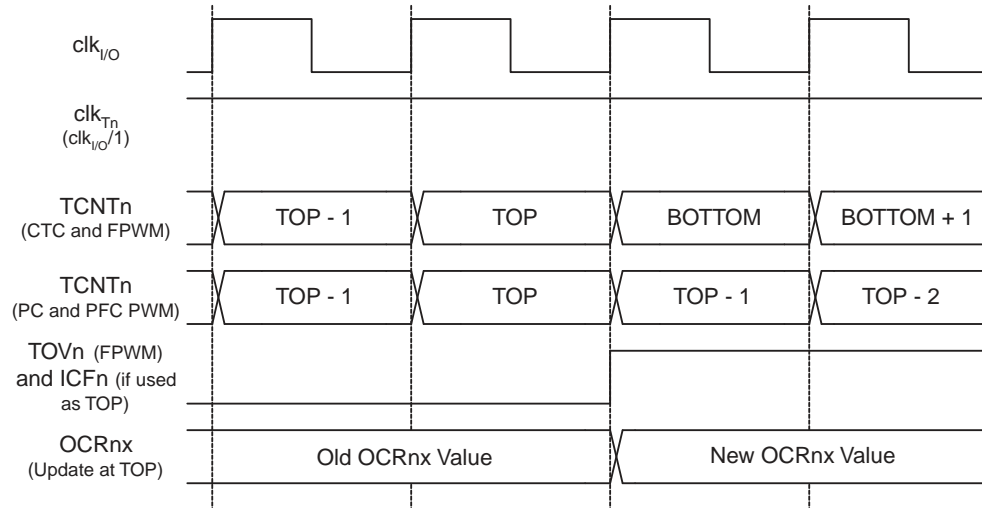 clkI/O
clkTn
(clkI/O/1)
TCNTn
(CTC and FPWM)
TOP - 1
TOP
BOTTOM
BOTTOM + 1
TCNTn
(PC and PFC PWM)
TOP - 1
TOP
TOP - 1
TOP - 2
TOVn (FPWM)
and ICFn (if used
as TOP)
OCRnx
(Update at TOP)
Old OCRnx Value
New OCRnx Value